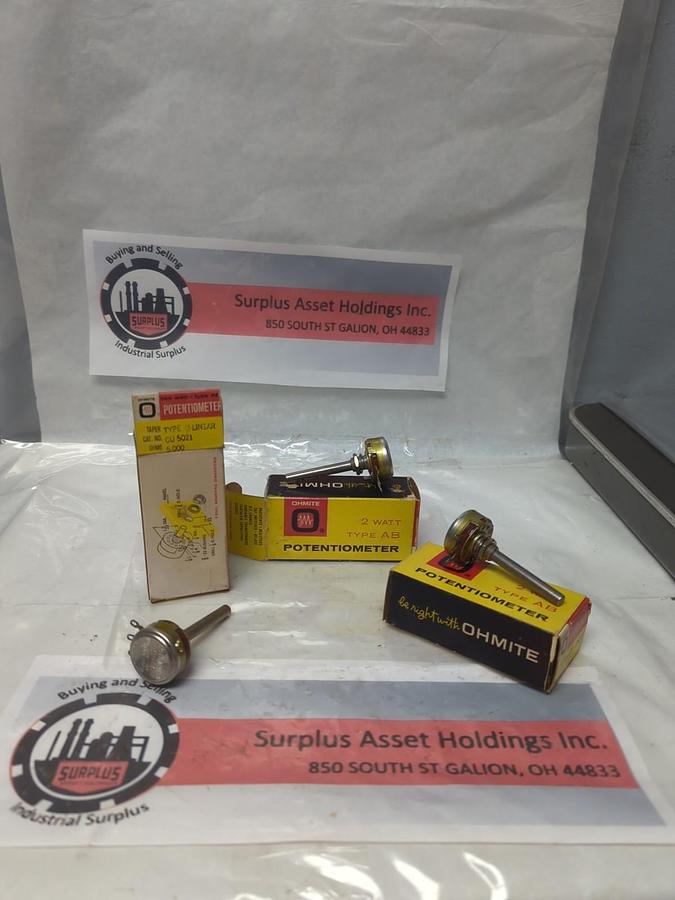 Buying and Selling
SURPLUS
Industrial Surplus
Surplus Asset Holdings Inc.
850 SOUTH ST GALION, OH 44833
OHMITE
POTENTIOMETER
TAPER TYPE U LINEAR
CAT. NO. CU 5021
OHMS 5,000
OHMITE
OHMITE
2 WATT
TYPE AB
POTENTIOMETER
TYPE AB
POTENTIOMETER
be right with OHMITE
Buying and Selling
SURPLUS
Industrial Surplus
Surplus Asset Holdings Inc.
850 SOUTH ST GALION, OH 44833